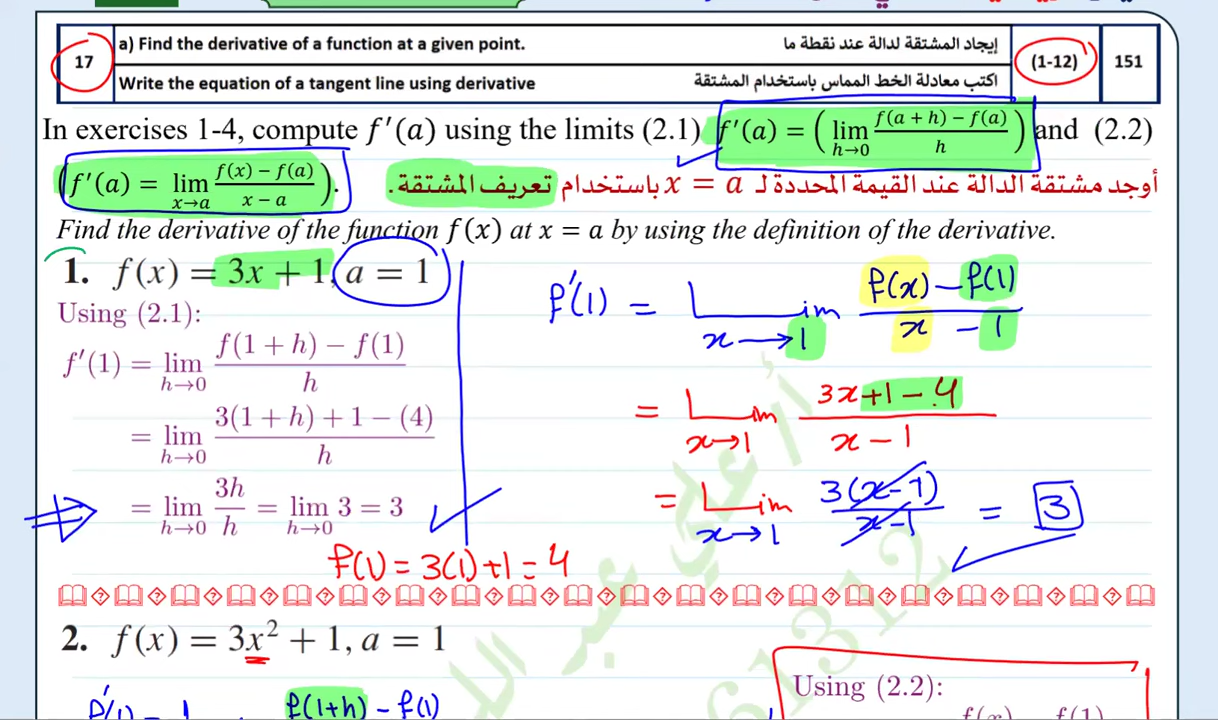 17
a) Find the derivative of a function at a given point.
إيجاد المشتقة لدالة عند نقطة ما
(1-12)
151
Write the equation of a tangent line using derivative
اكتب معادلة الخط المماس باستخدام المشتقة
In exercises 1-4, compute f′(a) using the limits (2.1) f′(a) = (lim h→0 f(a + h) − f(a) / h) and (2.2)
(f′(a) = lim x→a f(x) − f(a) / x − a).
أوجد مشتقة الدالة عند القيمة المحددة لـ x = a باستخدام تعريف المشتقة.
Find the derivative of the function f(x) at x = a by using the definition of the derivative.
1. f(x) = 3x + 1, a = 1
Using (2.1):
f′(1) = lim h→0 f(1 + h) − f(1) / h
= lim h→0 3(1 + h) + 1 − (4) / h
= lim h→0 3h / h = lim h→0 3 = 3
f′(1) = Lim x→1 f(x) − f(1) / x − 1
= Lim x→1 3x + 1 − 4 / x − 1
= Lim x→1 3(x − 1) / x − 1 = 3
f(1) = 3(1) + 1 = 4
2. f(x) = 3x² + 1, a = 1
Using (2.2):
f(1+h) − f(1)
6312